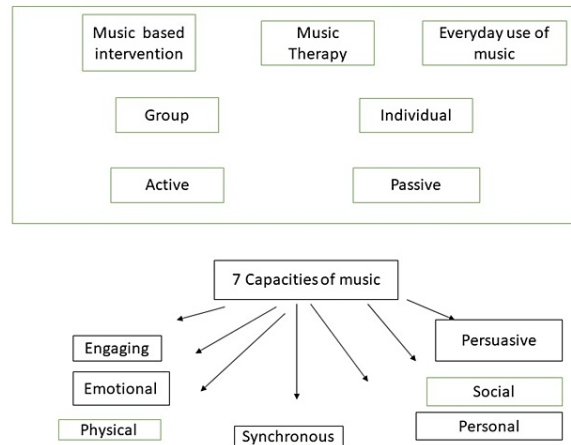 Music based
intervention
Music
Therapy
Everyday use of
music
Group
Individual
Active
Passive
7 Capacities of music
Engaging
Persuasive
Emotional
Social
Physical
Synchronous
Personal